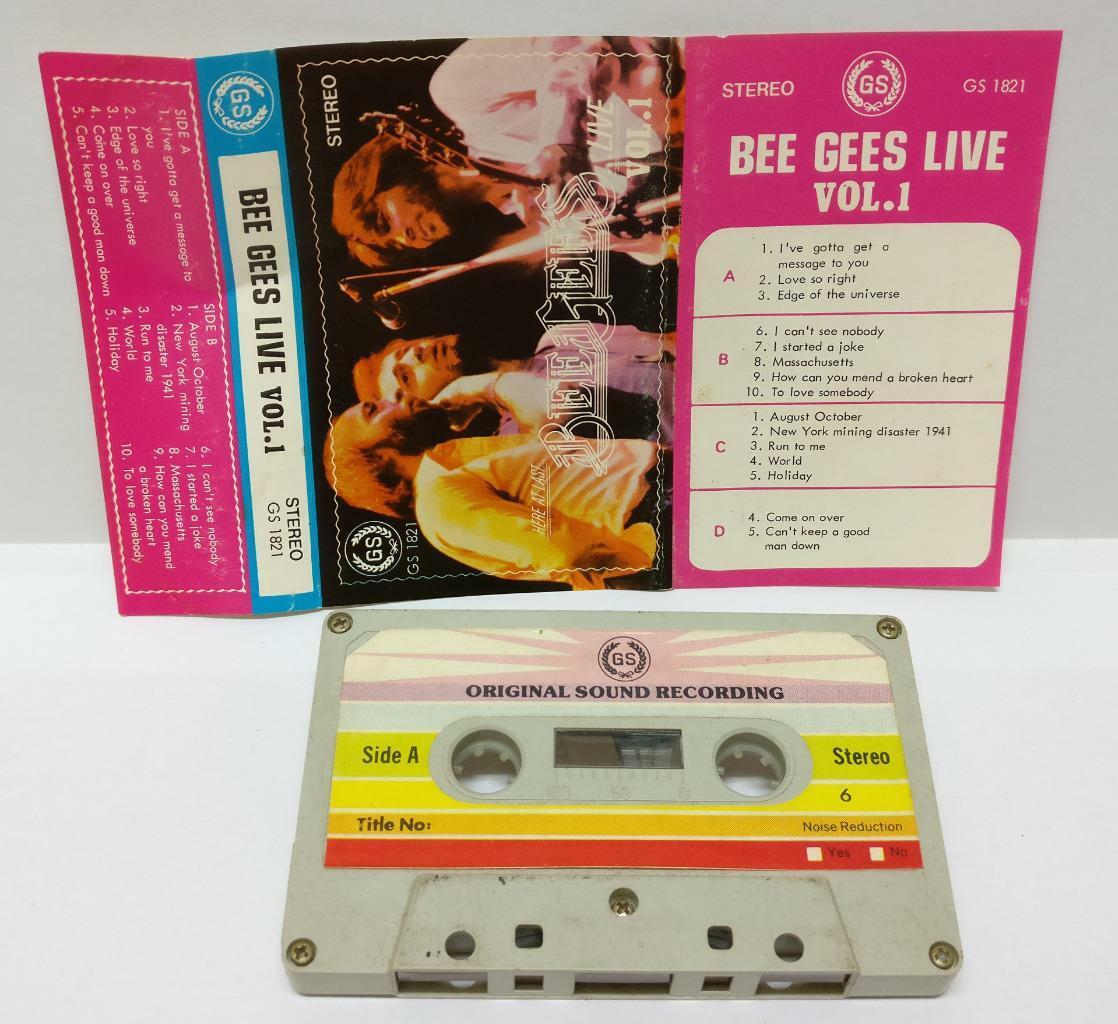 SIDE A
1. I've gotta get a message to
you
2. Love so right
3. Edge of the universe
4. Come on over
5. Can't keep a good man down
SIDE B
1. August October
2. New York mining
disaster 1941
3. Run to me
4. World
5. Holiday
6. I can't see nobody
7. I started a joke
8. Massachusetts
9. How can you mend
a broken heart
10. To love somebody
GS
BEE GEES LIVE VOL.1
STEREO
GS 1821
STEREO
LIVE
VOL.1
BEE GEES
HERE AT LAST...
GS
GS 1821
STEREO
GS
GS 1821
BEE GEES LIVE
VOL.1
A
1. I've gotta get a
message to you
2. Love so right
3. Edge of the universe
B
6. I can't see nobody
7. I started a joke
8. Massachusetts
9. How can you mend a broken heart
10. To love somebody
C
1. August October
2. New York mining disaster 1941
3. Run to me
4. World
5. Holiday
D
4. Come on over
5. Can't keep a good
man down
GS
ORIGINAL SOUND RECORDING
Side A
Stereo
100 50 0
6
Title No:
Noise Reduction
Yes No